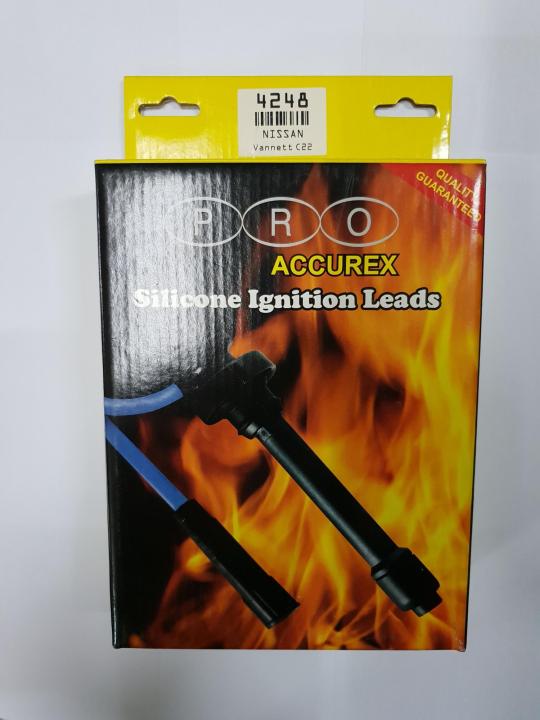 4248
NISSAN
Vannett C22
QUALITY
GUARANTEED
PRO
ACCUREX
Silicone Ignition Leads